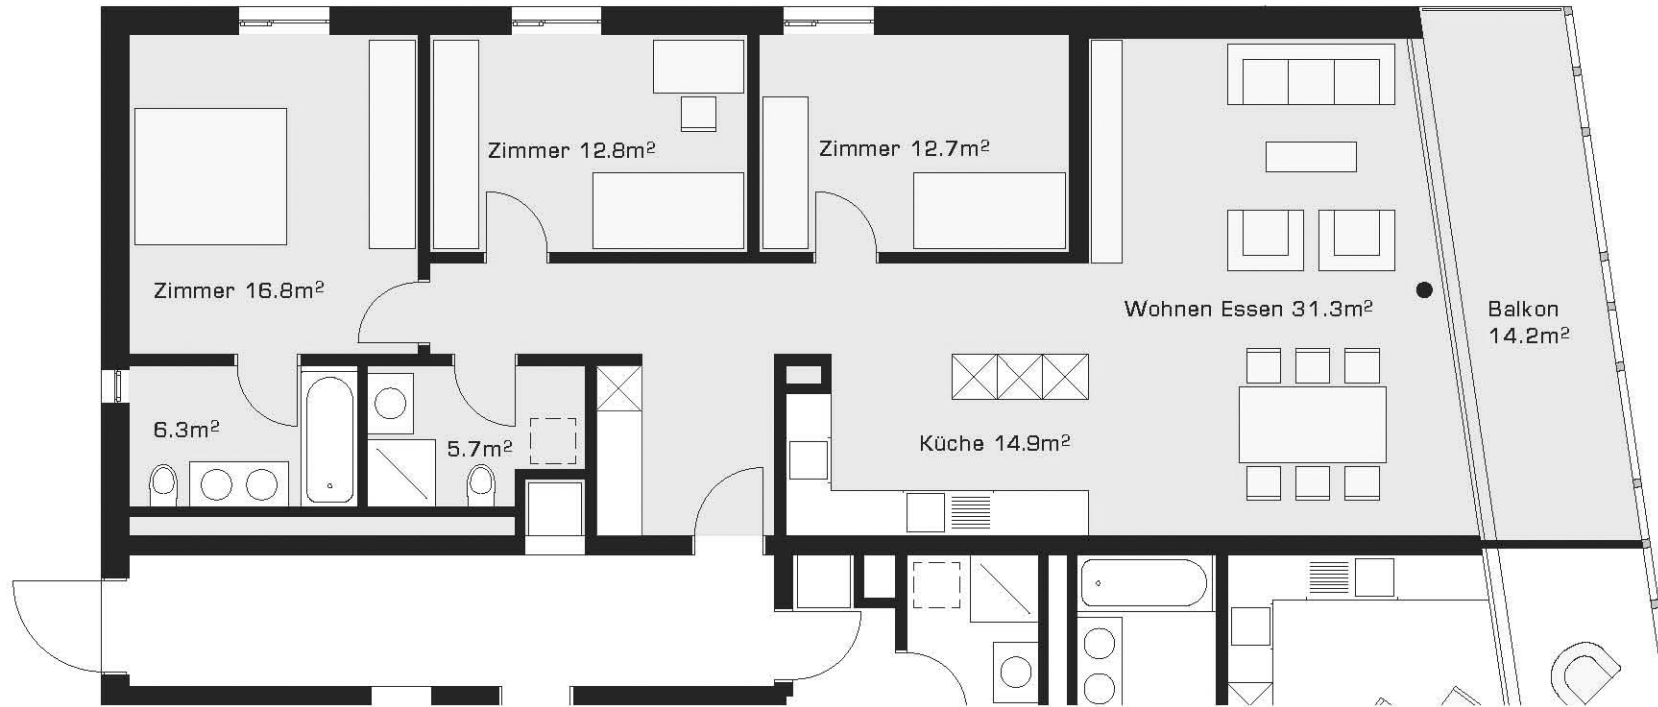 Zimmer 12.8m²
Zimmer 12.7m²
Zimmer 16.8m²
Wohnen Essen 31.3m²
Balkon
14.2m²
6.3m²
5.7m²
Küche 14.9m²